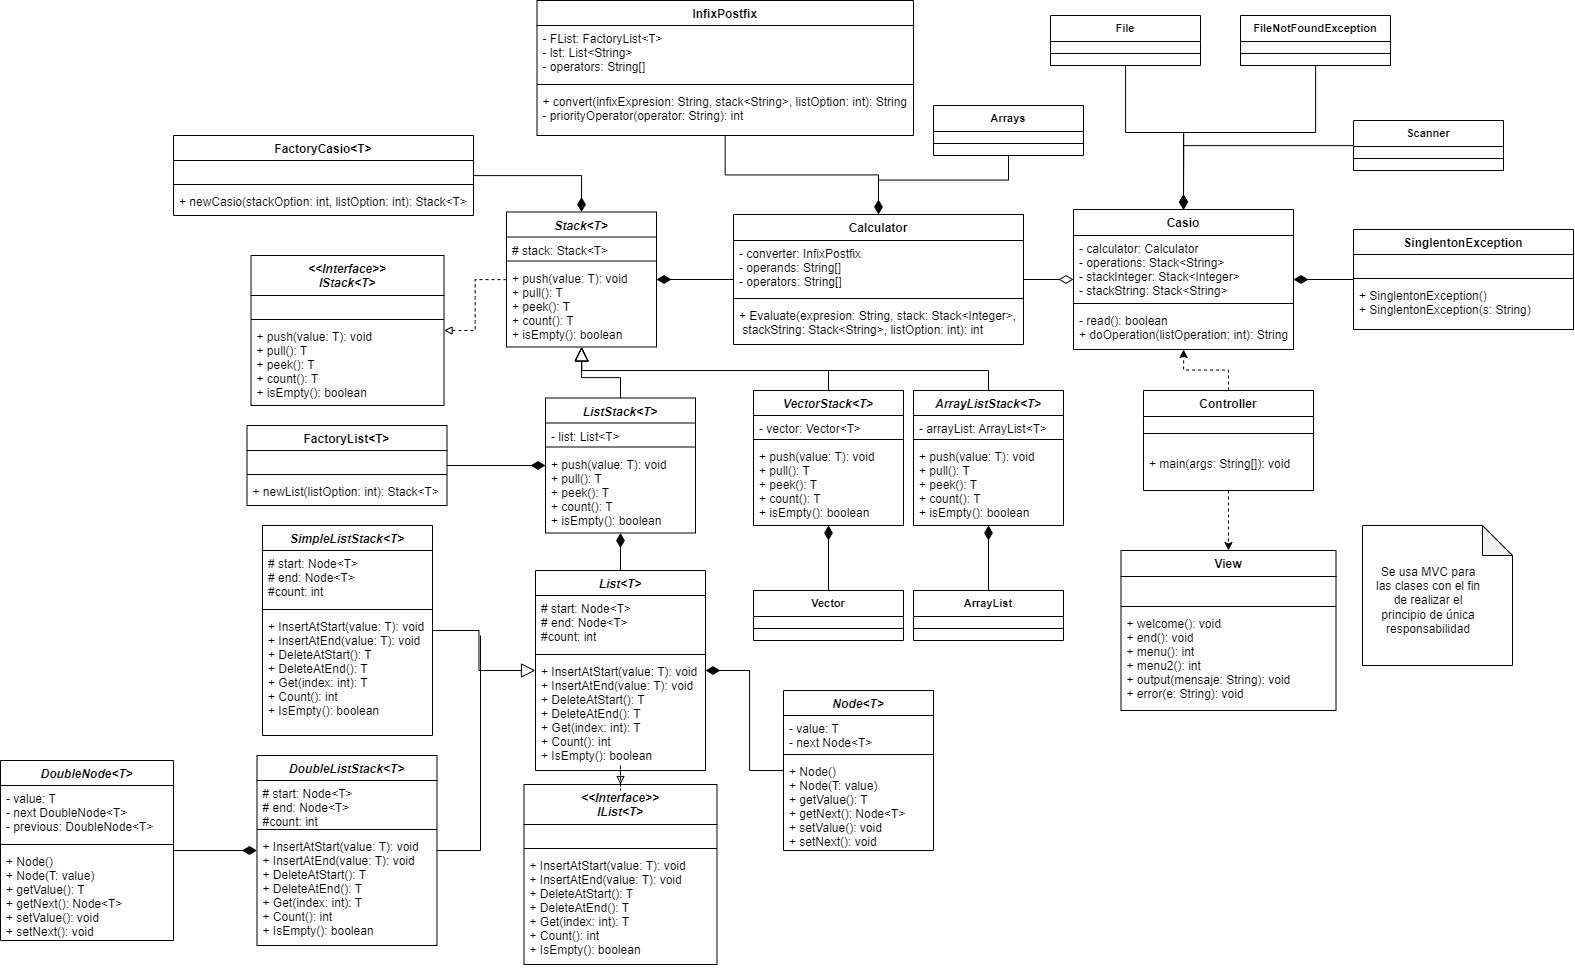 InfixPostfix
- FList: FactoryList<T>
- lst: List<String>
- operators: String[]
+ convert(infixExpresion: String, stack<String>, listOption: int): String
- priorityOperator(operator: String): int
File
FileNotFoundException
Arrays
Scanner
FactoryCasio<T>
+ newCasio(stackOption: int, listOption: int): Stack<T>
Stack<T>
# stack: Stack<T>
+ push(value: T): void
+ pull(): T
+ peek(): T
+ count(): T
+ isEmpty(): boolean
Calculator
- converter: InfixPostfix
- operands: String[]
- operators: String[]
+ Evaluate(expresion: String, stack: Stack<Integer>,
stackString: Stack<String>, listOption: int): int
Casio
- calculator: Calculator
- operations: Stack<String>
- stackInteger: Stack<Integer>
- stackString: Stack<String>
- read(): boolean
+ doOperation(listOperation: int): String
SinglentonException
+ SinglentonException()
+ SinglentonException(s: String)
<<Interface>>
IStack<T>
+ push(value: T): void
+ pull(): T
+ peek(): T
+ count(): T
+ isEmpty(): boolean
ListStack<T>
- list: List<T>
+ push(value: T): void
+ pull(): T
+ peek(): T
+ count(): T
+ isEmpty(): boolean
VectorStack<T>
- vector: Vector<T>
+ push(value: T): void
+ pull(): T
+ peek(): T
+ count(): T
+ isEmpty(): boolean
ArrayListStack<T>
- arrayList: ArrayList<T>
+ push(value: T): void
+ pull(): T
+ peek(): T
+ count(): T
+ isEmpty(): boolean
Controller
+ main(args: String[]): void
FactoryList<T>
+ newList(listOption: int): Stack<T>
SimpleListStack<T>
# start: Node<T>
# end: Node<T>
#count: int
+ InsertAtStart(value: T): void
+ InsertAtEnd(value: T): void
+ DeleteAtStart(): T
+ DeleteAtEnd(): T
+ Get(index: int): T
+ Count(): int
+ IsEmpty(): boolean
List<T>
# start: Node<T>
# end: Node<T>
#count: int
+ InsertAtStart(value: T): void
+ InsertAtEnd(value: T): void
+ DeleteAtStart(): T
+ DeleteAtEnd(): T
+ Get(index: int): T
+ Count(): int
+ IsEmpty(): boolean
Vector
ArrayList
View
+ welcome(): void
+ end(): void
+ menu(): int
+ menu2(): int
+ output(mensaje: String): void
+ error(e: String): void
Se usa MVC para
las clases con el fin
de realizar el
principio de única
responsabilidad
Node<T>
- value: T
- next Node<T>
+ Node()
+ Node(T: value)
+ getValue(): T
+ getNext(): Node<T>
+ setValue(): void
+ setNext(): void
DoubleNode<T>
- value: T
- next DoubleNode<T>
- previous: DoubleNode<T>
+ Node()
+ Node(T: value)
+ getValue(): T
+ getNext(): Node<T>
+ setValue(): void
+ setNext(): void
DoubleListStack<T>
# start: Node<T>
# end: Node<T>
#count: int
+ InsertAtStart(value: T): void
+ InsertAtEnd(value: T): void
+ DeleteAtStart(): T
+ DeleteAtEnd(): T
+ Get(index: int): T
+ Count(): int
+ IsEmpty(): boolean
<<Interface>>
IList<T>
+ InsertAtStart(value: T): void
+ InsertAtEnd(value: T): void
+ DeleteAtStart(): T
+ DeleteAtEnd(): T
+ Get(index: int): T
+ Count(): int
+ IsEmpty(): boolean